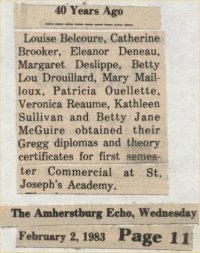 40 Years Ago
Louise Belcoure, Catherine
Brooker, Eleanor Deneau,
Margaret Deslippe, Betty
Lou Drouillard, Mary Mail-
loux, Patricia Ouellette,
Veronica Reaume, Kathleen
Sullivan and Betty Jane
McGuire obtained their
Gregg diplomas and theory
certificates for first semes-
ter Commercial at St.
Joseph's Academy.
The Amherstburg Echo, Wednesday
February 2, 1983 Page 11